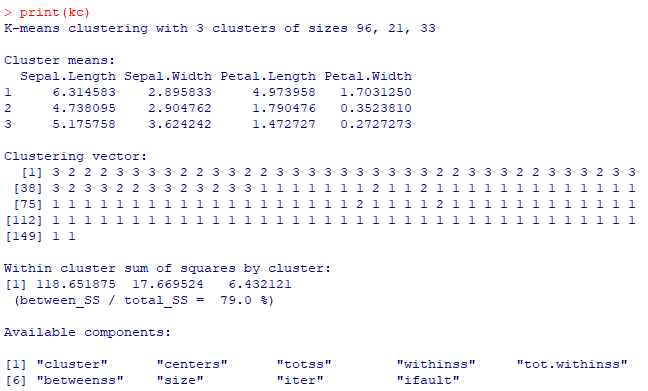 > print(kc)
K-means clustering with 3 clusters of sizes 96, 21, 33
Cluster means:
Sepal.Length Sepal.Width Petal.Length Petal.Width
1 6.314583 2.895833 4.973958 1.7031250
2 4.738095 2.904762 1.790476 0.3523810
3 5.175758 3.624242 1.472727 0.2727273
Clustering vector:
[1] 3 2 2 2 3 3 3 3 2 2 3 3 2 2 3 3 3 3 3 3 3 3 3 3 2 2 3 3 3 2 2 3 3 3 2 3 3
[38] 3 2 3 3 2 2 3 3 2 3 2 3 3 1 1 1 1 1 1 1 2 1 1 2 1 1 1 1 1 1 1 1 1 1 1 1 1
[75] 1 1 1 1 1 1 1 1 1 1 1 1 1 1 1 1 1 1 1 2 1 1 1 1 2 1 1 1 1 1 1 1 1 1 1 1 1
[112] 1 1 1 1 1 1 1 1 1 1 1 1 1 1 1 1 1 1 1 1 1 1 1 1 1 1 1 1 1 1 1 1 1 1 1 1 1
[149] 1 1
Within cluster sum of squares by cluster:
[1] 118.651875 17.669524 6.432121
(between_SS / total_SS = 79.0 %)
Available components:
[1] "cluster" "centers" "totss" "withinss" "tot.withinss"
[6] "betweenss" "size" "iter" "ifault"